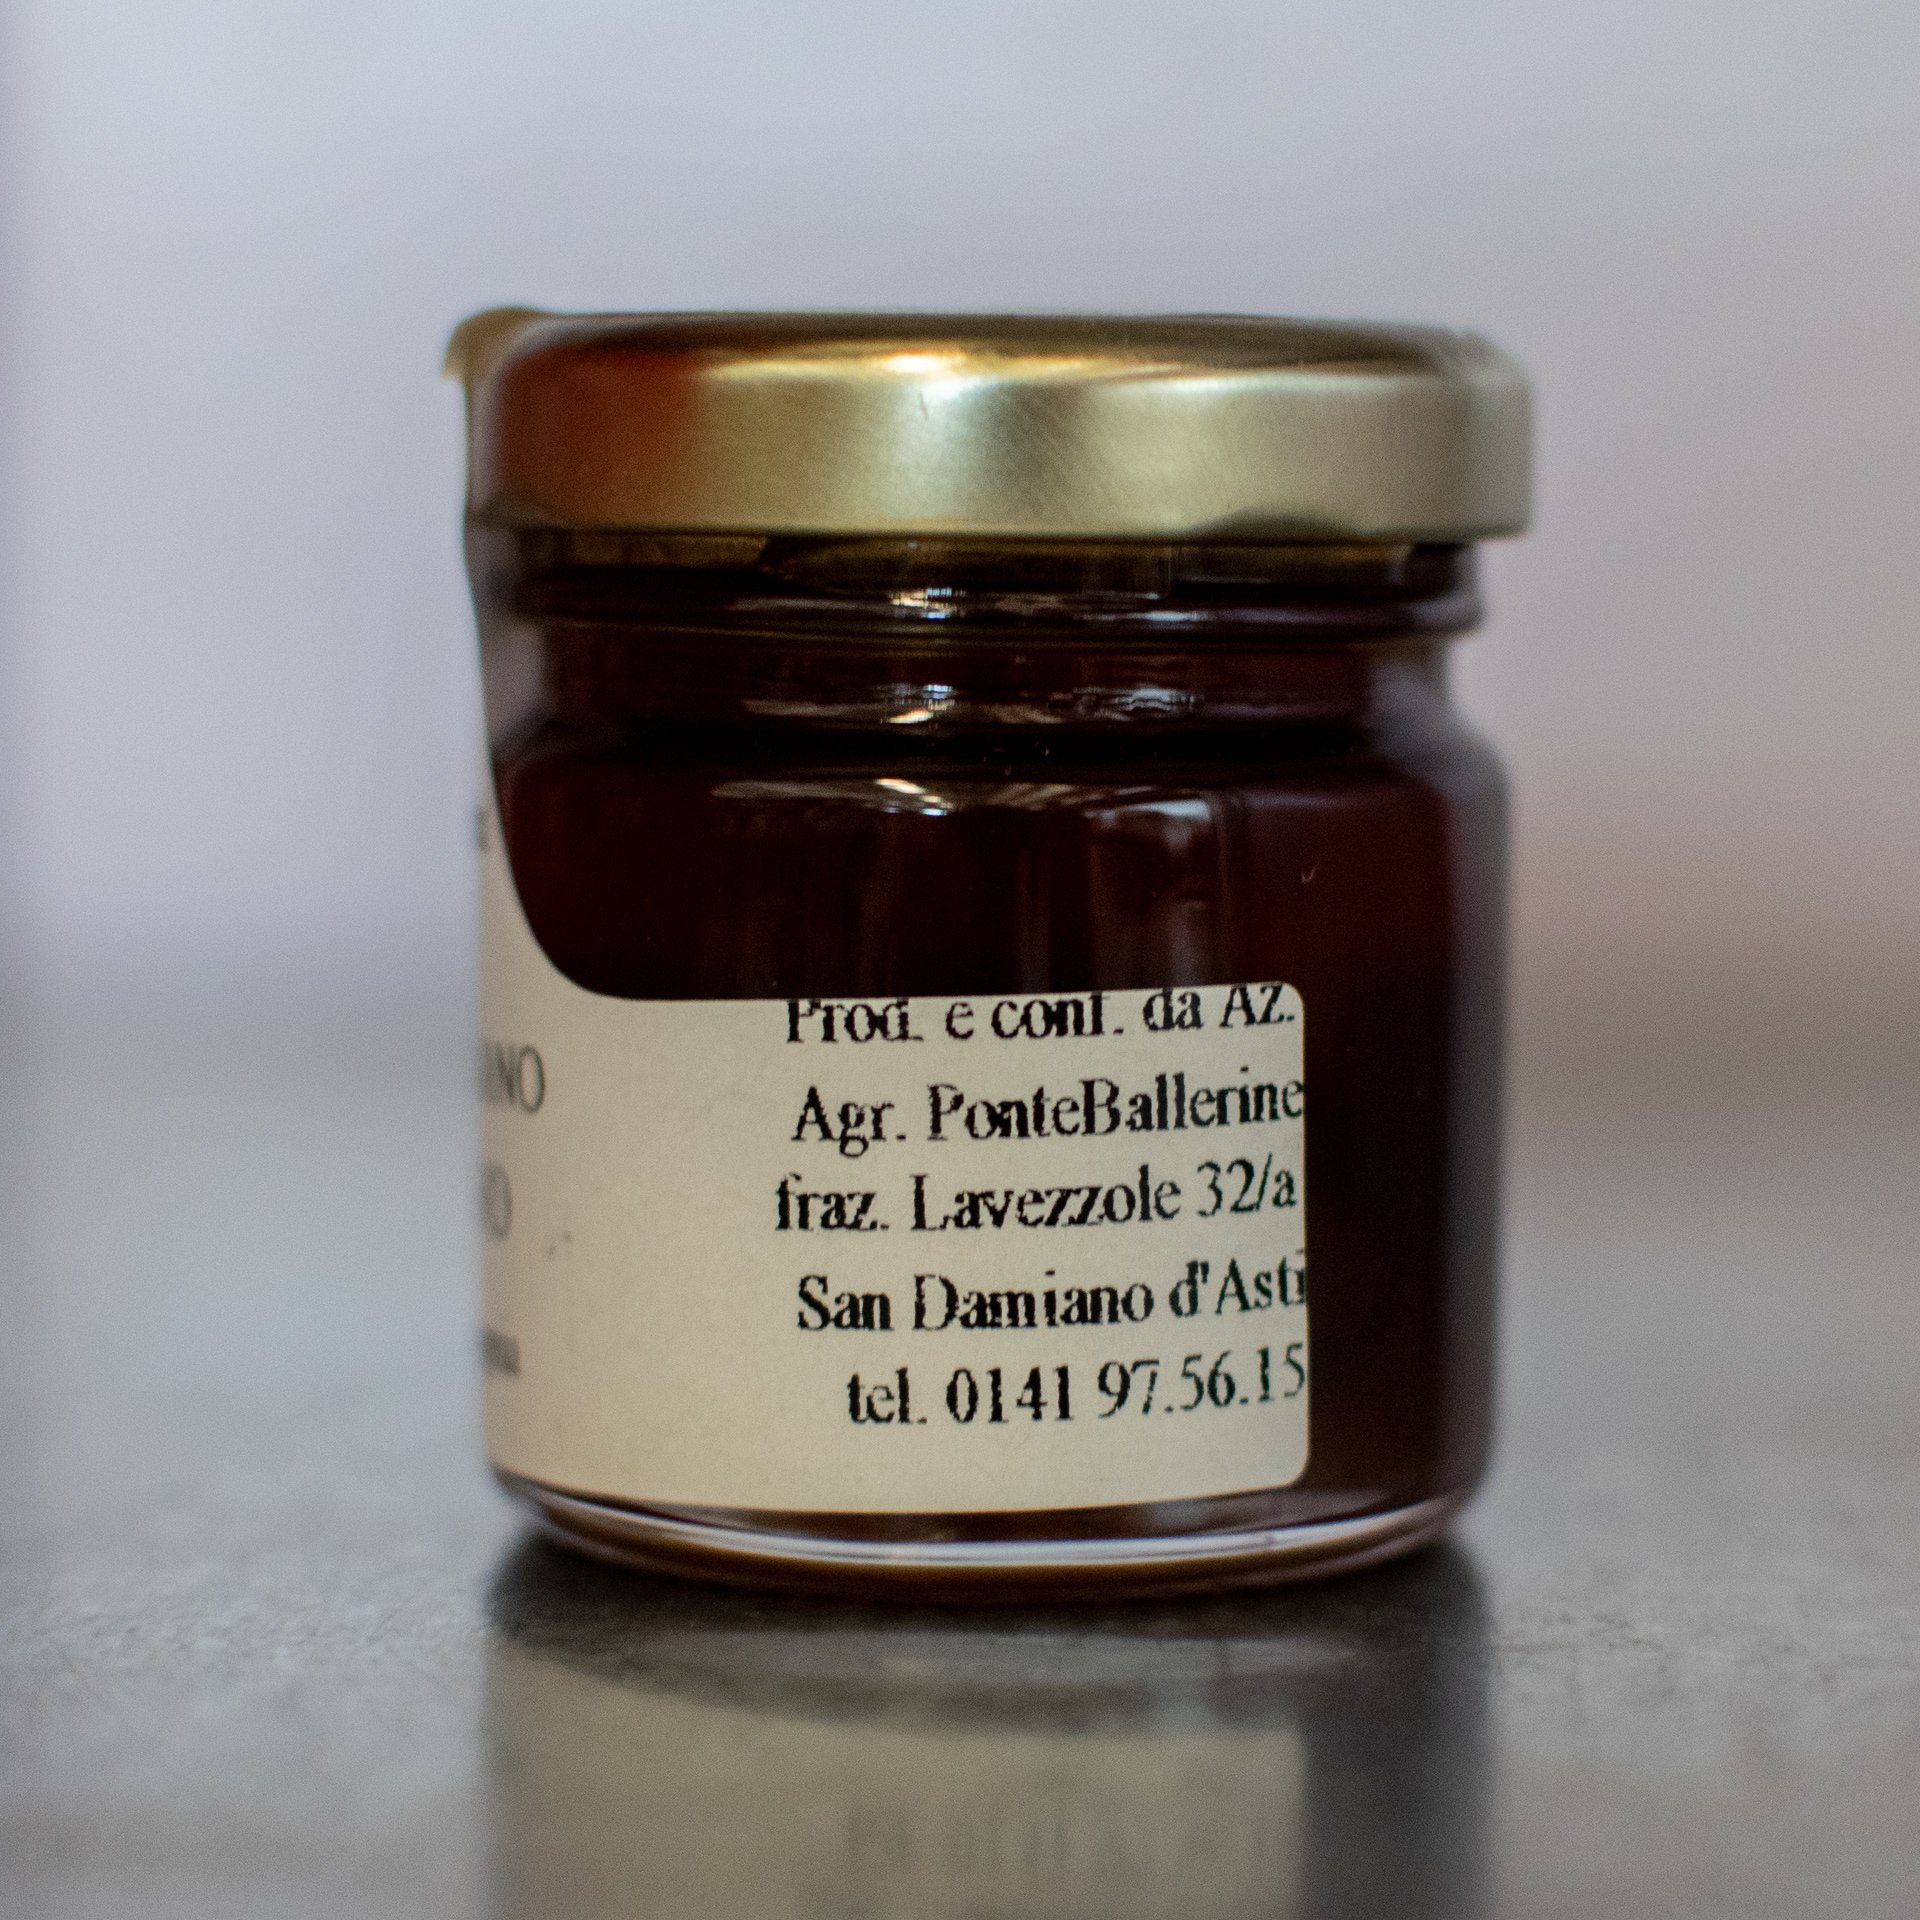 Prod. e conf. da Az.
Agr. PonteBallerine
fraz. Lavezzole 32/a
San Damiano d'Asti
tel. 0141 97.56.15